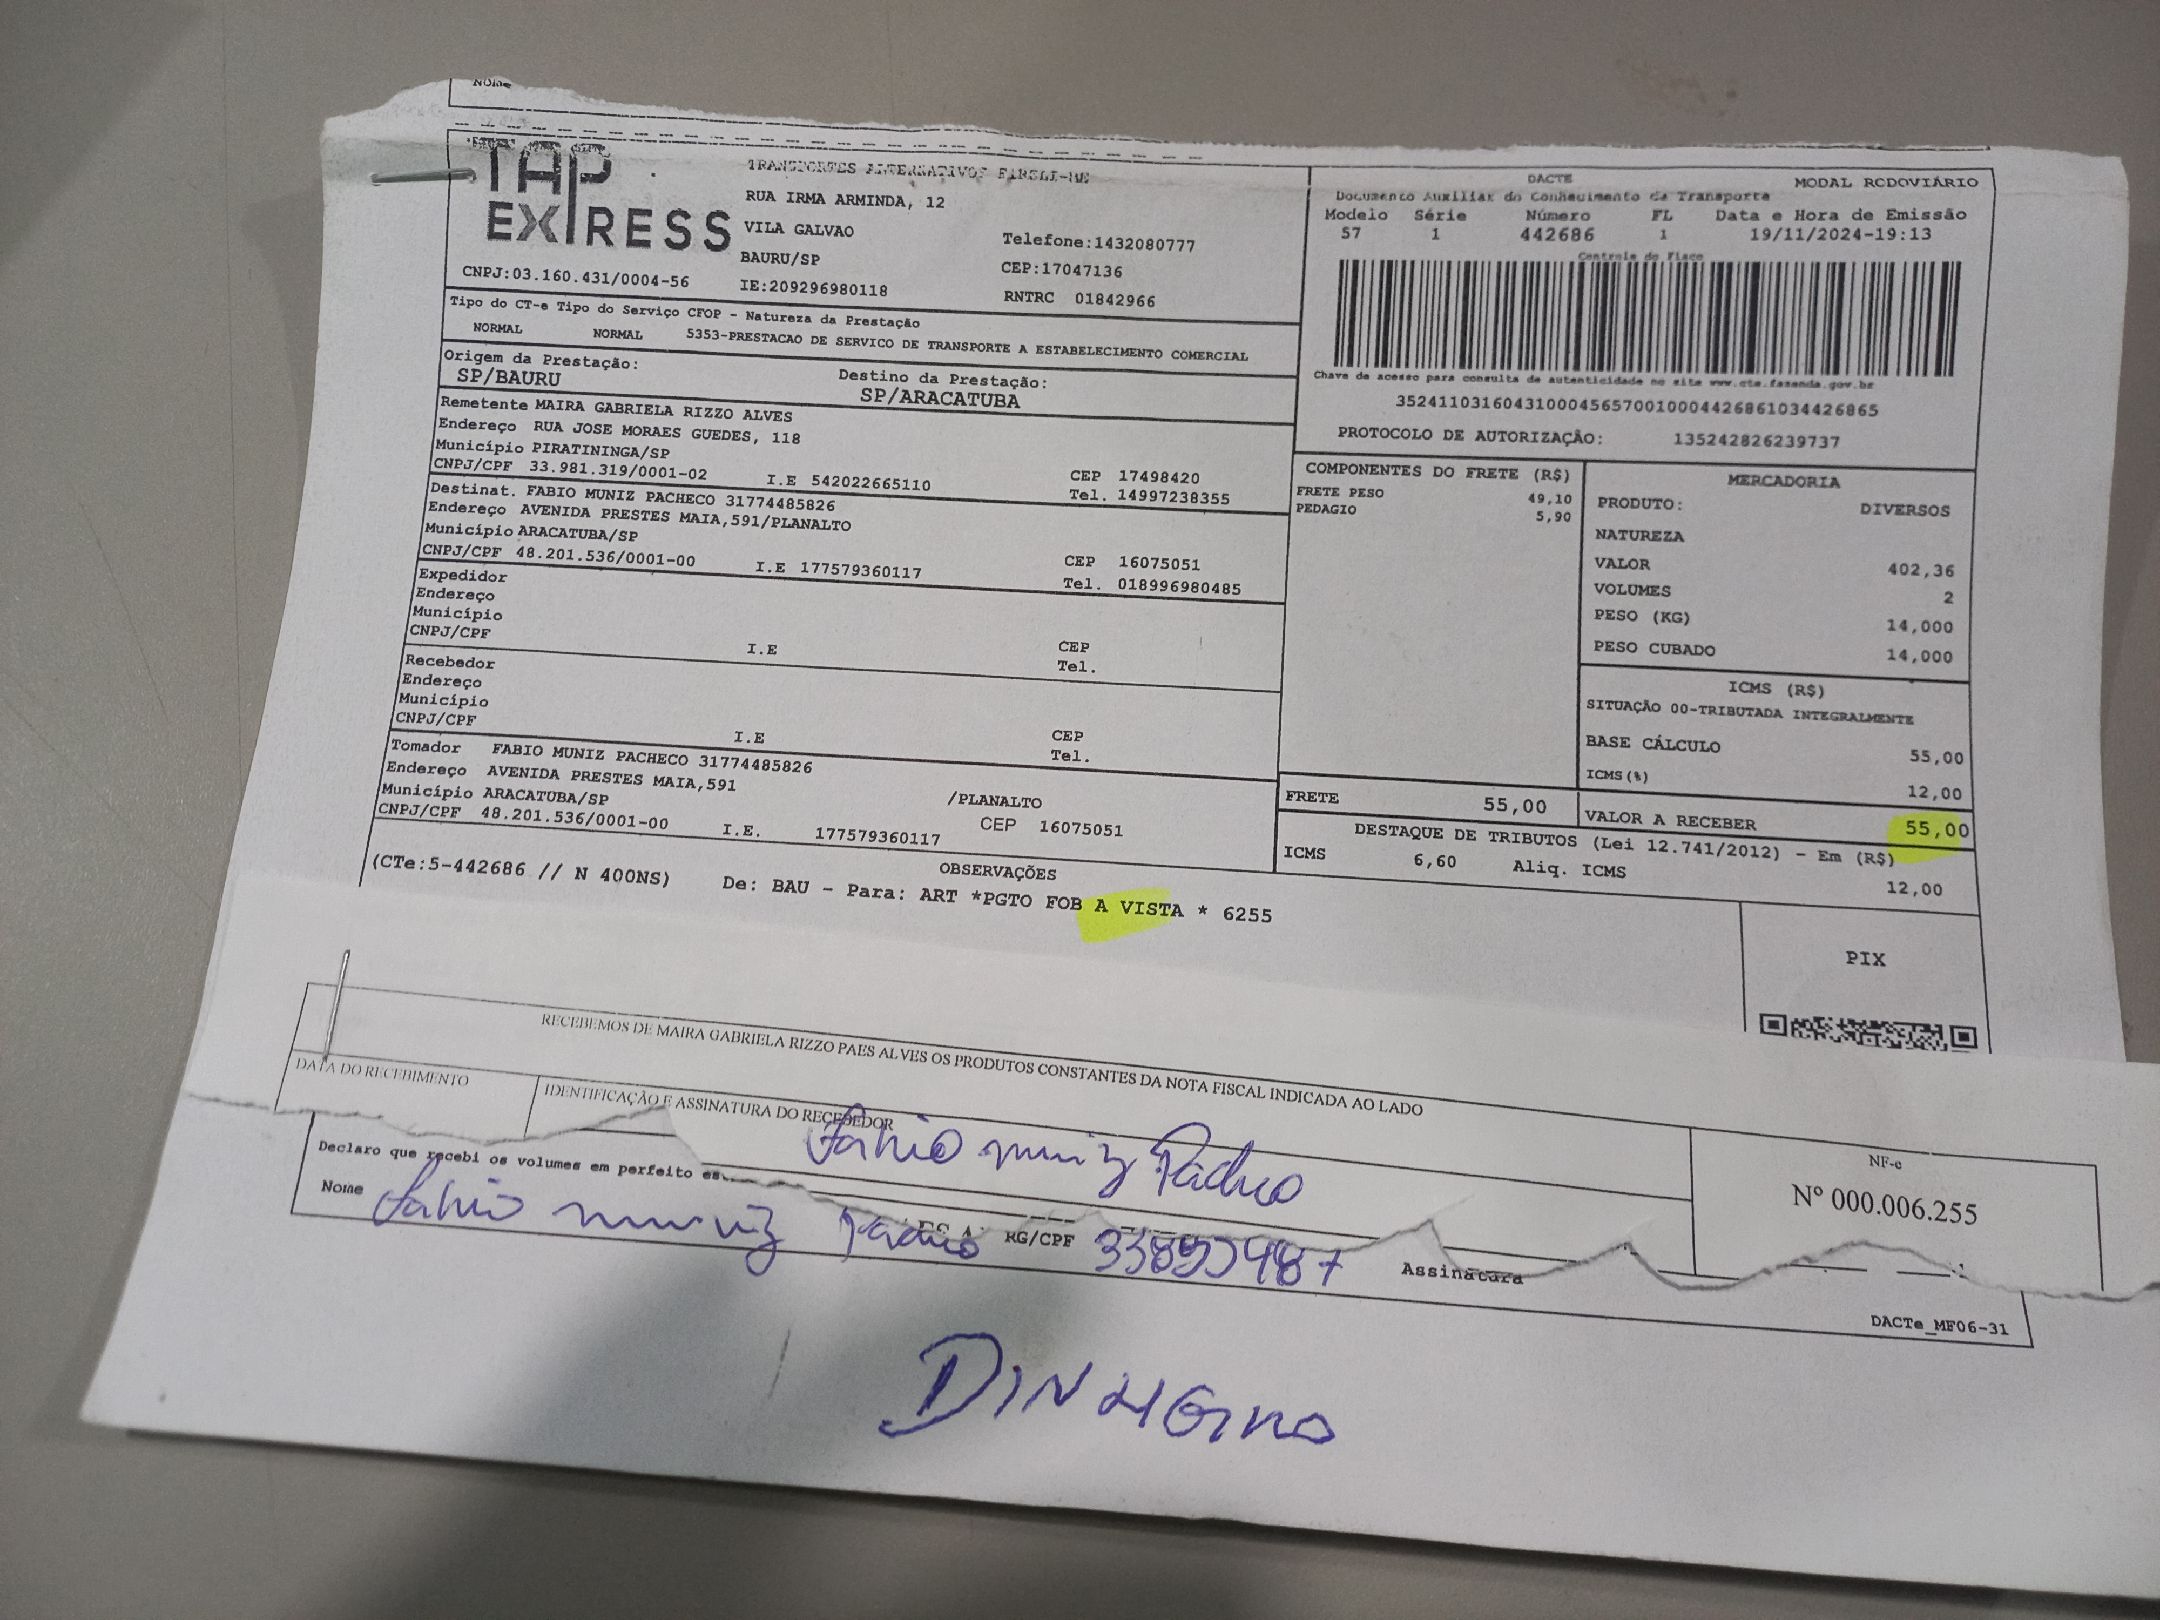 Nome
TAP
EXPRESS
CNPJ:03.160.431/0004-56
RUA IRMA ARMINDA, 12
VILA GALVAO
BAURU/SP
IE:209296980118
Telefone:1432080777
CEP:17047136
RNTRC 01842966
DACTE
MODAL RODOVIÁRIO
Documento Auxiliar do Conhecimento de Transporte
Modelo Série Número FL Data e Hora de Emissão
57 1 442686 1 19/11/2024-19:13
Controle do Fisco
Chave de acesso para consulta de autenticidade no site www.cte.fazenda.gov.br
35241103160431000456570010004426861034426865
PROTOCOLO DE AUTORIZAÇÃO: 135242826239737
Tipo do CT-e Tipo do Serviço CFOP - Natureza da Prestação
NORMAL NORMAL 5353-PRESTACAO DE SERVICO DE TRANSPORTE A ESTABELECIMENTO COMERCIAL
Origem da Prestação: Destino da Prestação:
SP/BAURU SP/ARACATUBA
Remetente MAIRA GABRIELA RIZZO ALVES
Endereço RUA JOSE MORAES GUEDES, 118
Município PIRATININGA/SP CEP 17498420
CNPJ/CPF 33.981.319/0001-02 I.E 542022665110 Tel. 14997238355
Destinat. FABIO MUNIZ PACHECO 31774485826
Endereço AVENIDA PRESTES MAIA,591/PLANALTO
Município ARACATUBA/SP CEP 16075051
CNPJ/CPF 48.201.536/0001-00 I.E 177579360117 Tel. 018996980485
Expedidor
Endereço
Município CEP
CNPJ/CPF I.E Tel.
Recebedor
Endereço
Município CEP
CNPJ/CPF I.E Tel.
Tomador FABIO MUNIZ PACHECO 31774485826
Endereço AVENIDA PRESTES MAIA,591 /PLANALTO
Município ARACATUBA/SP CEP 16075051
CNPJ/CPF 48.201.536/0001-00 I.E. 177579360117
COMPONENTES DO FRETE (R$)
FRETE PESO 49,10
PEDAGIO 5,90
MERCADORIA
PRODUTO: DIVERSOS
NATUREZA
VALOR 402,36
VOLUMES 2
PESO (KG) 14,000
PESO CUBADO 14,000
ICMS (R$)
SITUAÇÃO 00-TRIBUTADA INTEGRALMENTE
BASE CÁLCULO 55,00
ICMS(%) 12,00
FRETE 55,00 VALOR A RECEBER 55,00
DESTAQUE DE TRIBUTOS (Lei 12.741/2012) - Em (R$)
ICMS 6,60 Aliq. ICMS 12,00
OBSERVAÇÕES
(CTe:5-442686 // N 400NS) De: BAU - Para: ART *PGTO FOB A VISTA * 6255
PIX
RECEBEMOS DE MAIRA GABRIELA RIZZO PAES ALVES OS PRODUTOS CONSTANTES DA NOTA FISCAL INDICADA AO LADO
DATA DO RECEBIMENTO IDENTIFICAÇÃO E ASSINATURA DO RECEBEDOR
Fabio muniz Pacheco
NF-e
Nº 000.006.255
Declaro que recebi os volumes em perfeito es
Nome Fabio muniz Pacheco RG/CPF Assinatura
DACTe_MF06-31
DINHEIRO